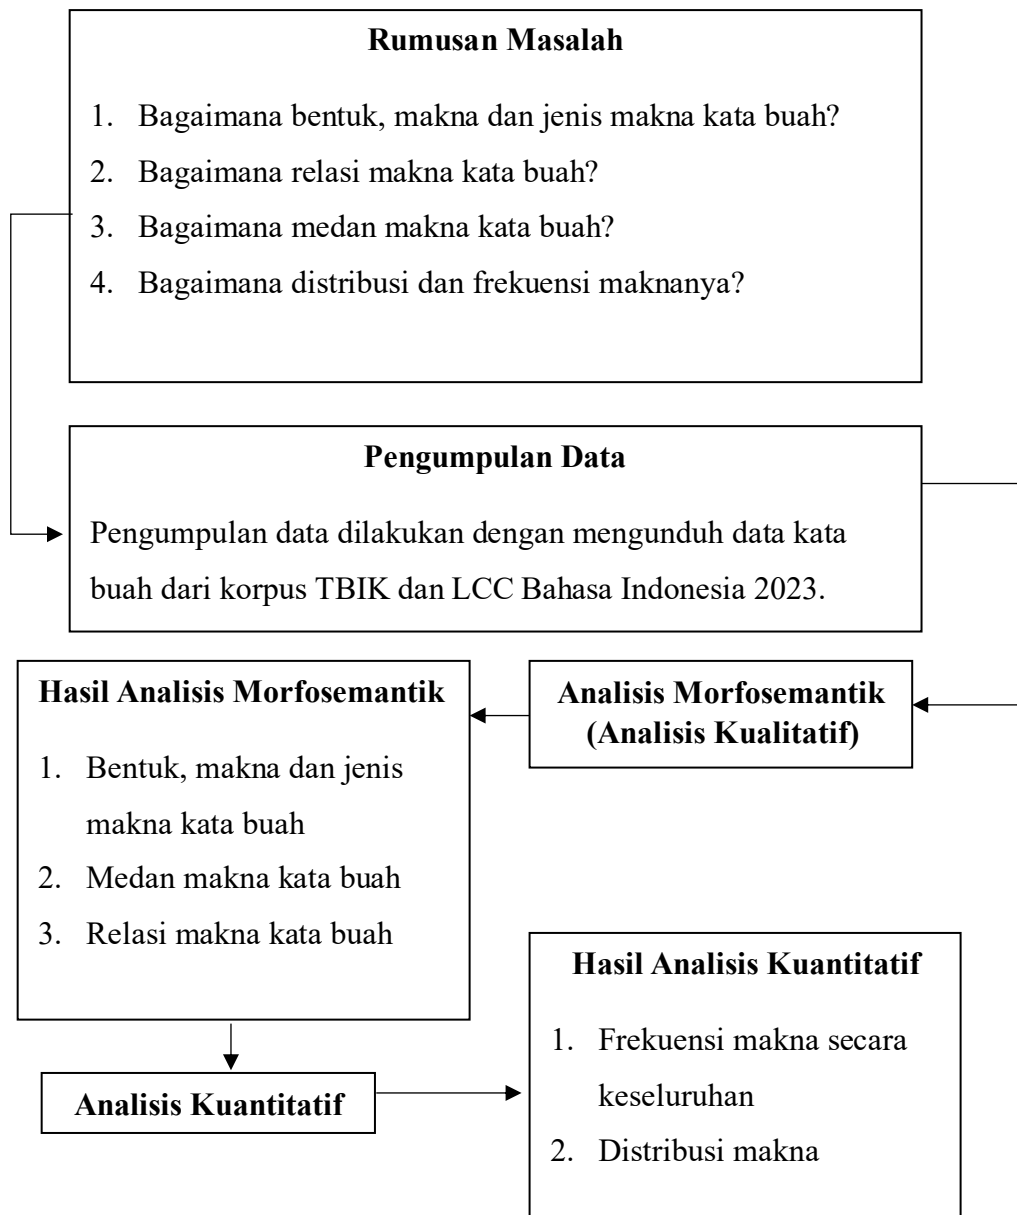 Rumusan Masalah
1. Bagaimana bentuk, makna dan jenis makna kata buah?
2. Bagaimana relasi makna kata buah?
3. Bagaimana medan makna kata buah?
4. Bagaimana distribusi dan frekuensi maknanya?
Pengumpulan Data
Pengumpulan data dilakukan dengan mengunduh data kata
buah dari korpus TBIK dan LCC Bahasa Indonesia 2023.
Analisis Morfosemantik
(Analisis Kualitatif)
Hasil Analisis Morfosemantik
1. Bentuk, makna dan jenis
makna kata buah
2. Medan makna kata buah
3. Relasi makna kata buah
Analisis Kuantitatif
Hasil Analisis Kuantitatif
1. Frekuensi makna secara
keseluruhan
2. Distribusi makna